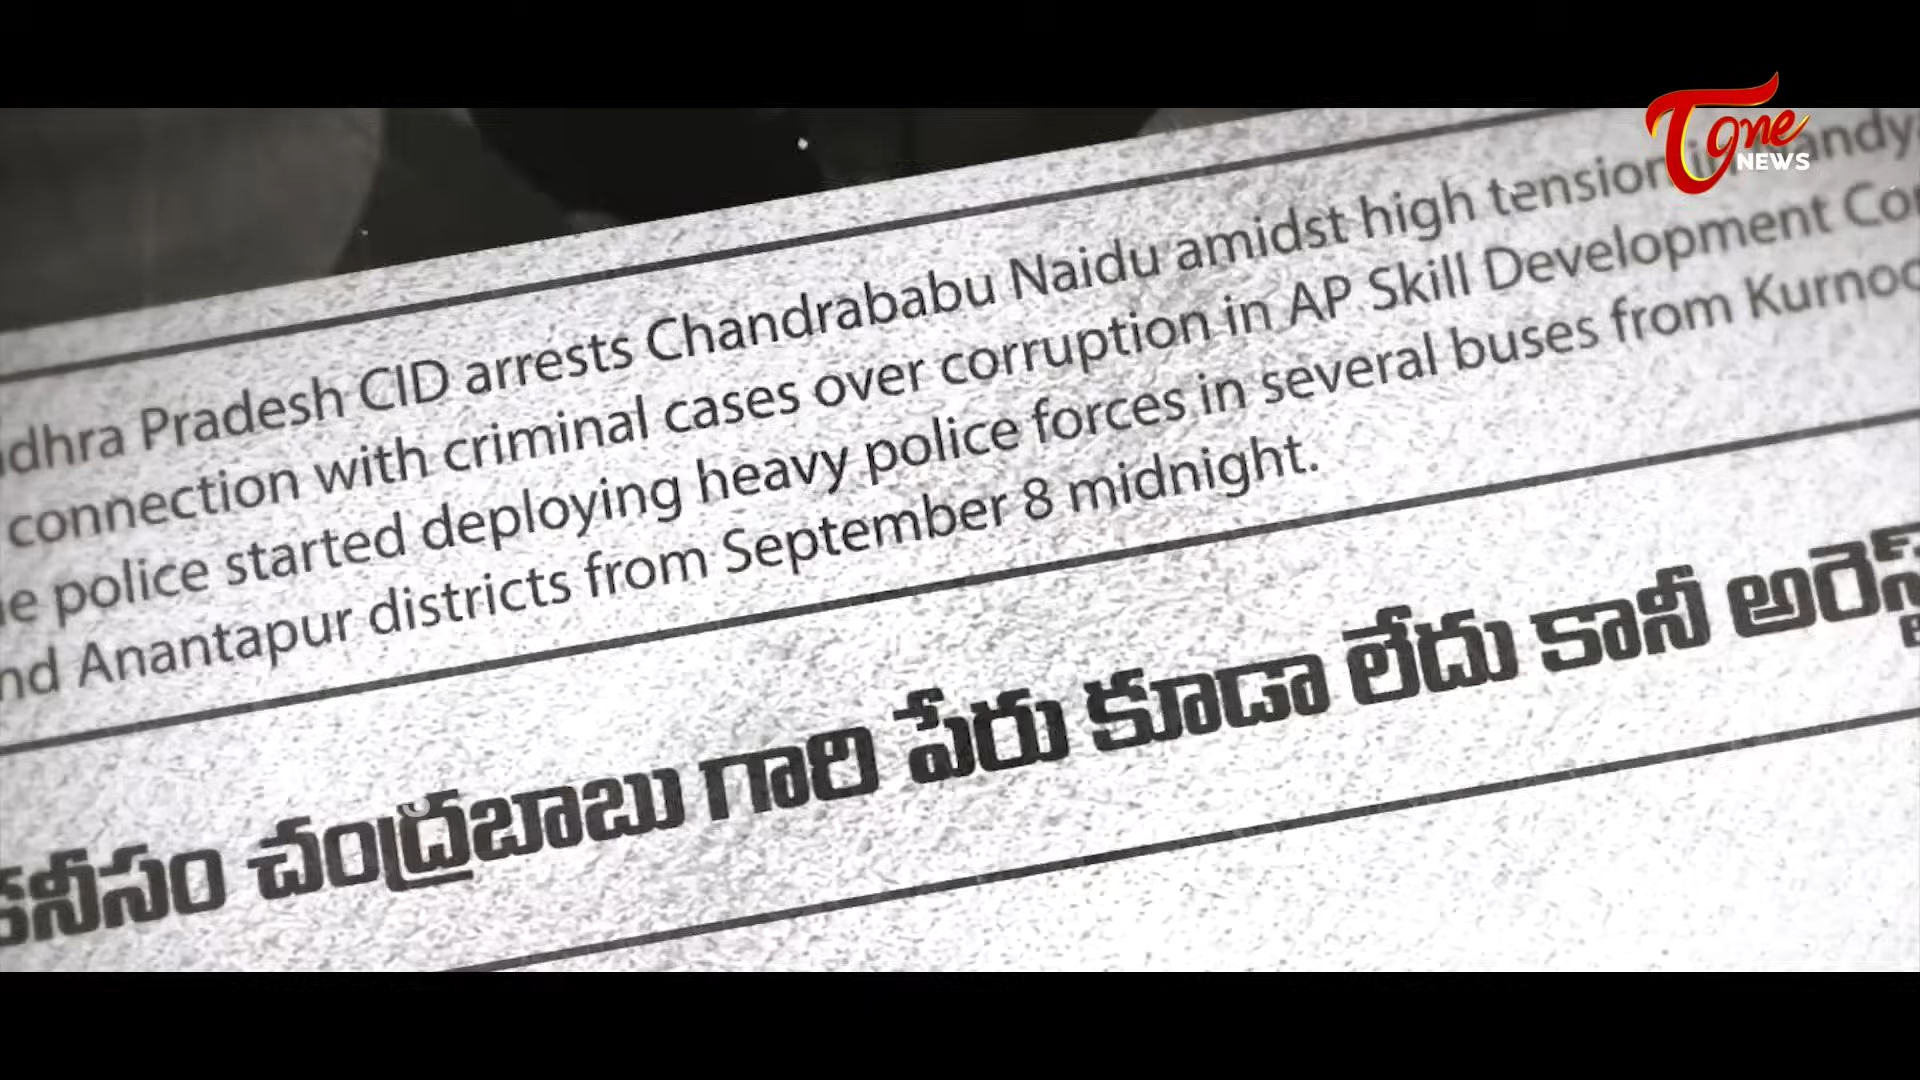 Tone
NEWS
dhra Pradesh CID arrests Chandrababu Naidu amidst high tension
connection with criminal cases over corruption in AP Skill Development
police started deploying heavy police forces in several buses from
Anantapur districts from September 8 midnight.
కనీసం చంద్రబాబు గారి పేరు కూడా లేదు కానీ అరెస్ట్